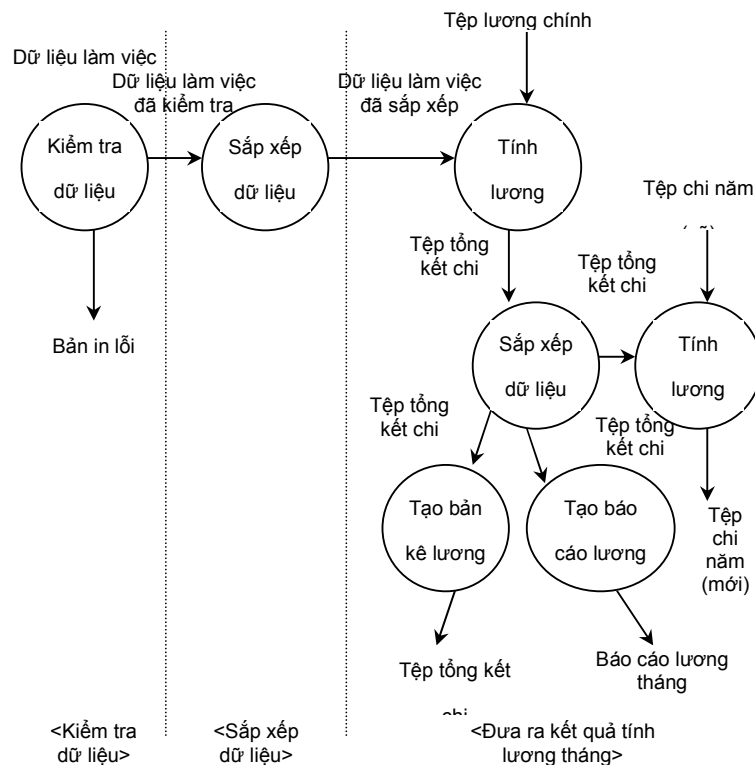 Tệp lương chính
Dữ liệu làm việc
Dữ liệu làm việc
đã kiểm tra
Dữ liệu làm việc
đã sắp xếp
Kiểm tra
dữ liệu
Sắp xếp
dữ liệu
Tính
lương
Tệp chi năm
Tệp tổng
kết chi
Tệp tổng
kết chi
Bản in lỗi
Sắp xếp
dữ liệu
Tính
lương
Tệp tổng
kết chi
Tệp tổng
kết chi
Tạo bản
kê lương
Tạo báo
cáo lương
Tệp
chi
năm
(mới)
Tệp tổng kết
Báo cáo lương
tháng
<Kiểm tra
dữ liệu>
<Sắp xếp
dữ liệu>
<Đưa ra kết quả tính
lương tháng>